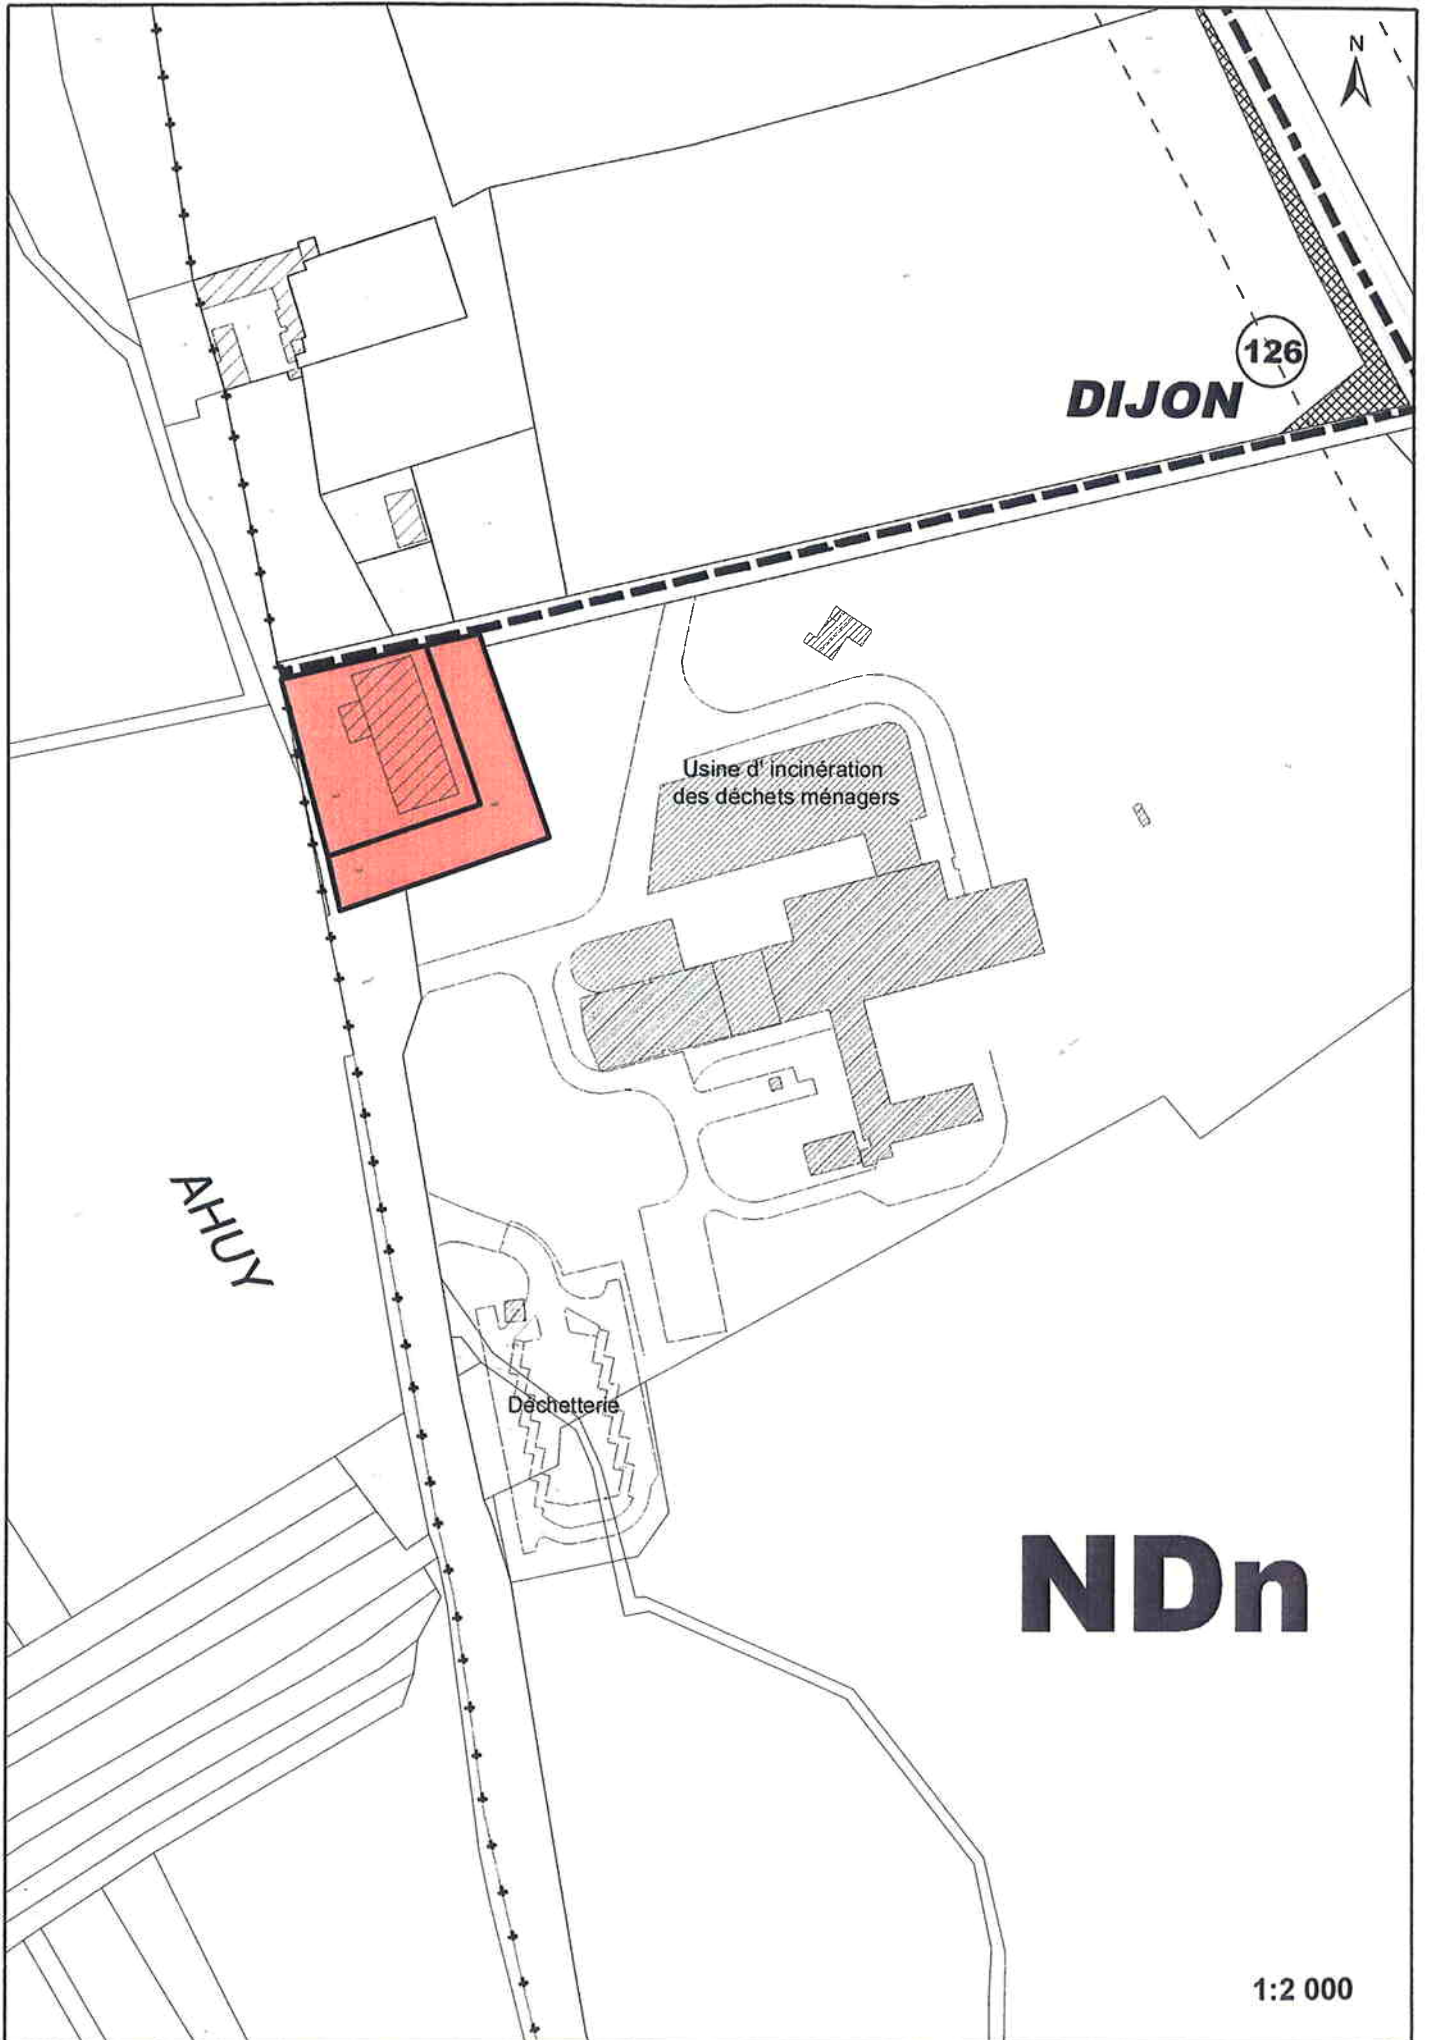 N
126
DIJON
Usine d' incinération
des déchets ménagers
AHUY
Déchetterie
NDn
1:2 000